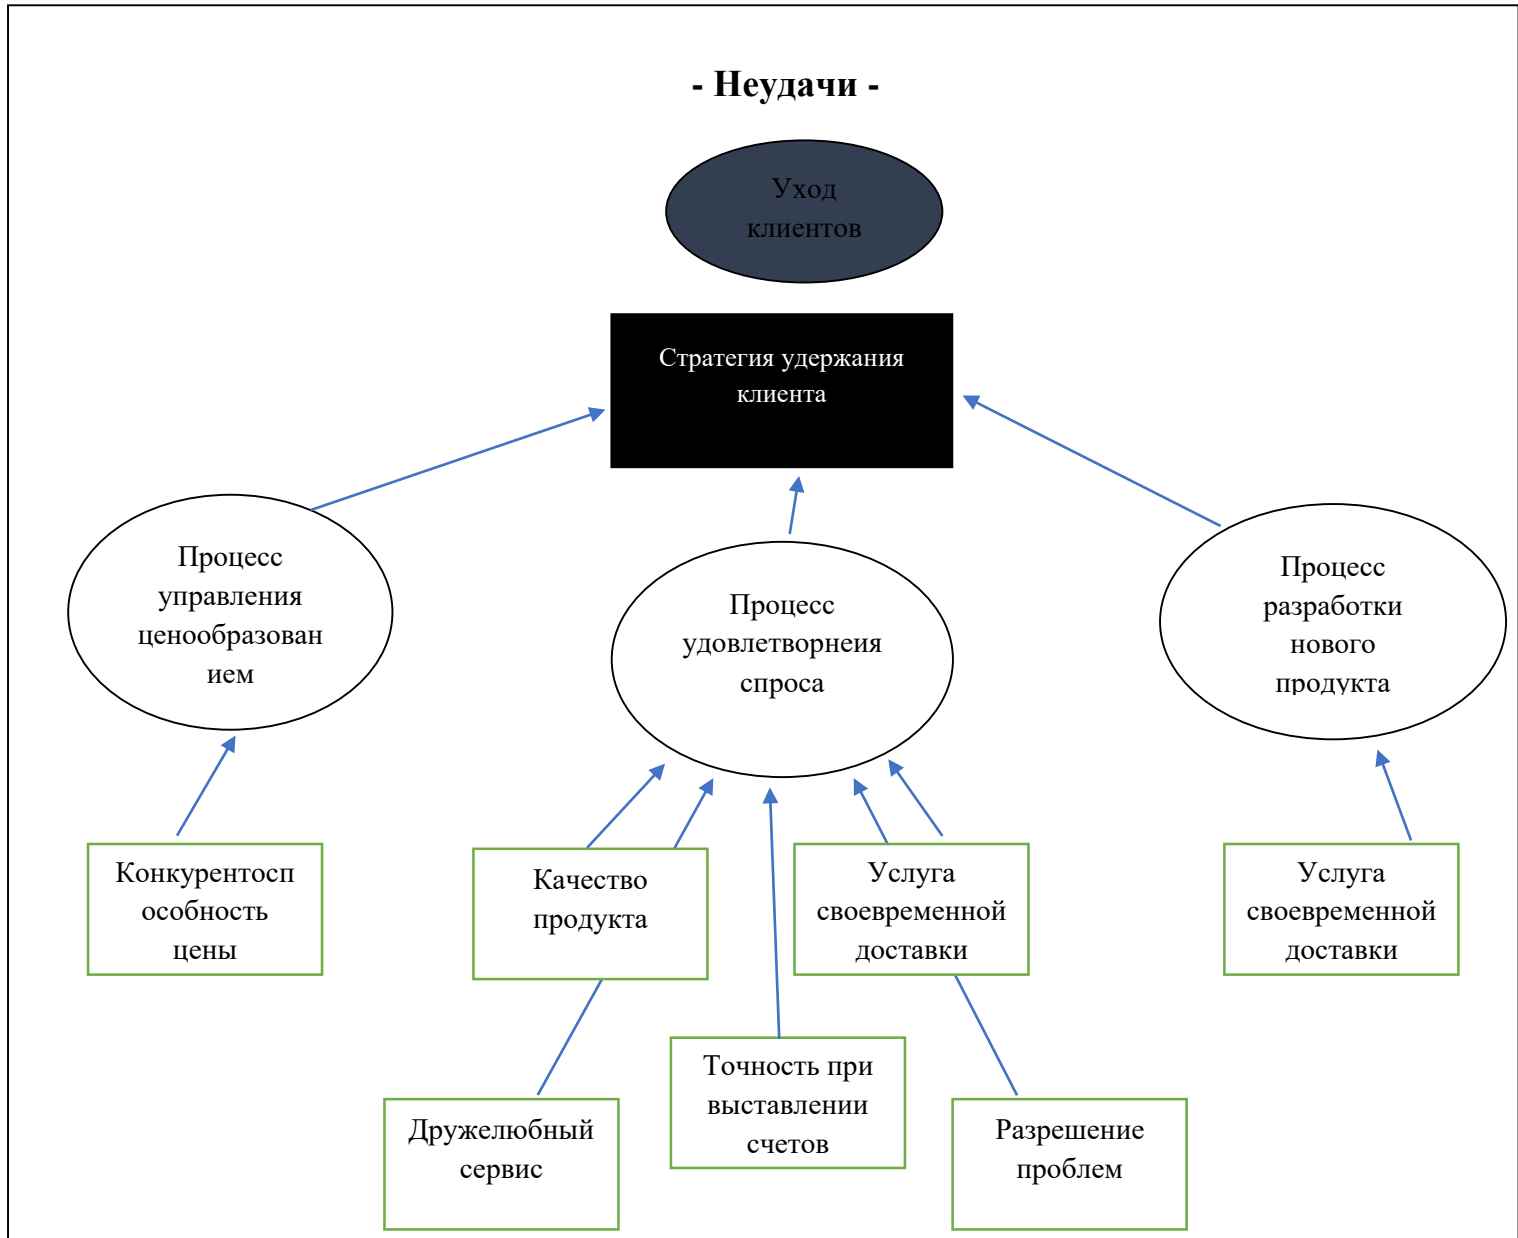 - Неудачи -
Уход
клиентов
Стратегия удержания
клиента
Процесс
управления
ценообразован
ием
Процесс
удовлетворнеия
спроса
Процесс
разработки
нового
продукта
Конкурентосп
особность
цены
Качество
продукта
Услуга
своевременной
доставки
Услуга
своевременной
доставки
Дружелюбный
сервис
Точность при
выставлении
счетов
Разрешение
проблем